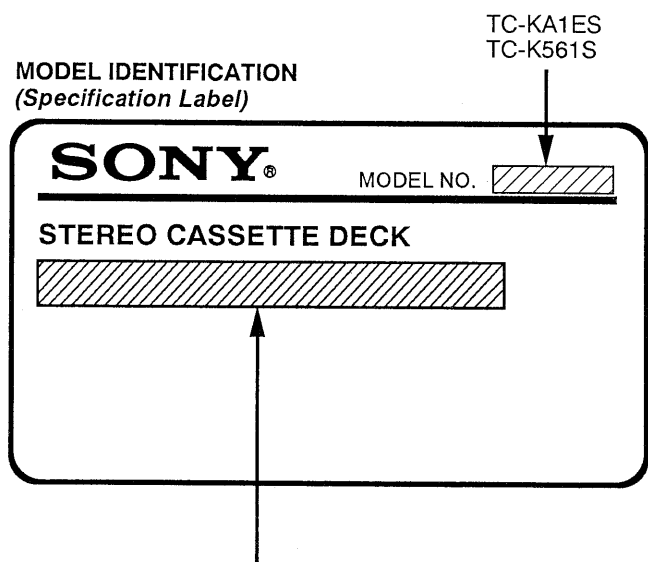 TC-KA1ES
TC-K561S
MODEL IDENTIFICATION
(Specification Label)
SONY®
MODEL NO.
STEREO CASSETTE DECK